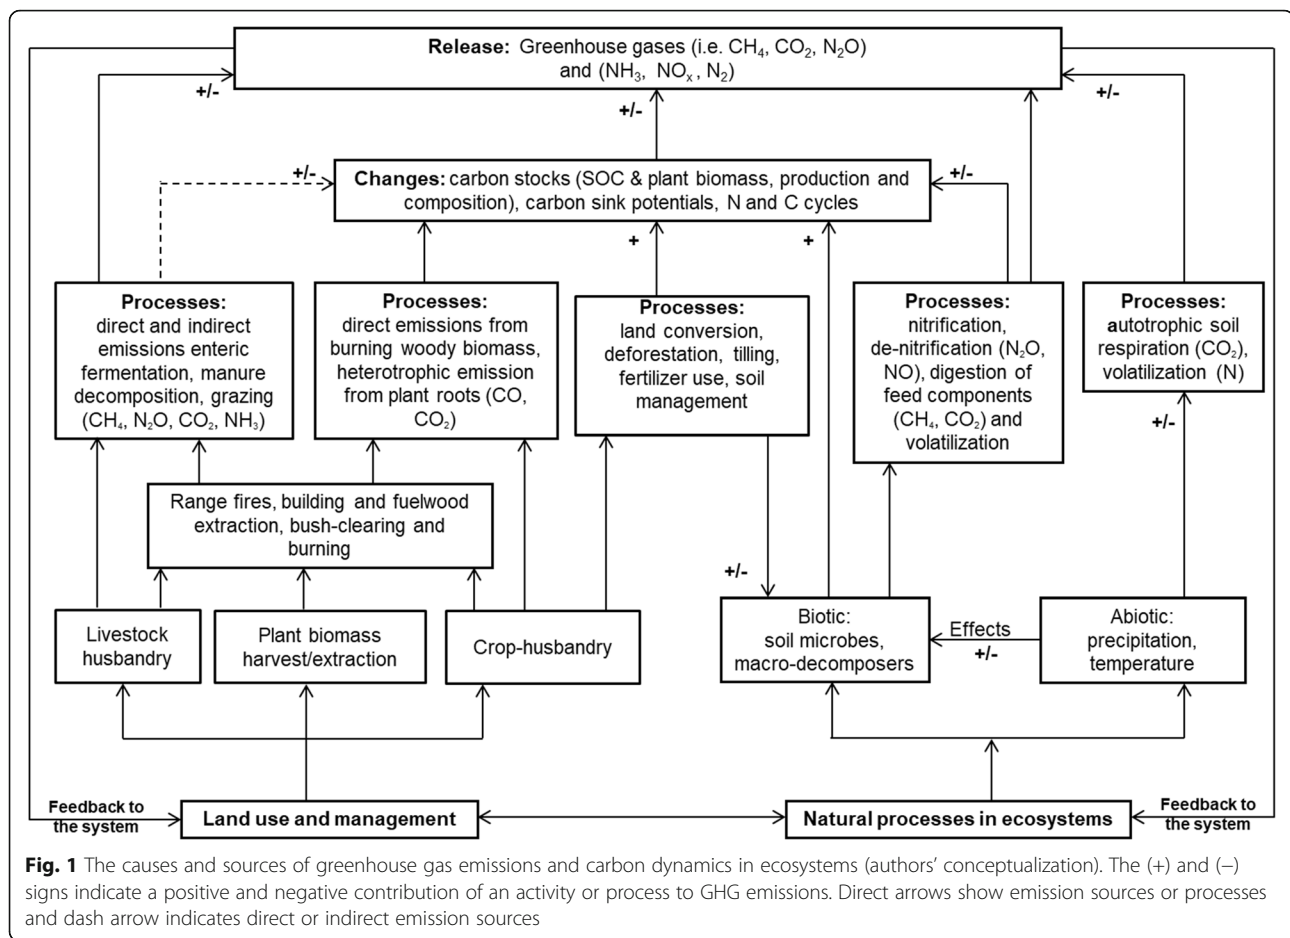 Release: Greenhouse gases (i.e. CH₄, CO₂, N₂O)
and (NH₃, NOₓ, N₂)
+/-
+/-
+/-
+/-
Changes: carbon stocks (SOC & plant biomass, production and
composition), carbon sink potentials, N and C cycles
+/-
+
+
Processes:
direct and indirect
emissions enteric
fermentation, manure
decomposition, grazing
(CH₄, N₂O, CO₂, NH₃)
Processes:
direct emissions from
burning woody biomass,
heterotrophic emission
from plant roots (CO,
CO₂)
Processes:
land conversion,
deforestation, tilling,
fertilizer use, soil
management
Processes:
nitrification,
de-nitrification (N₂O,
NO), digestion of
feed components
(CH₄, CO₂) and
volatilization
Processes:
autotrophic soil
respiration (CO₂),
volatilization (N)
+/-
Range fires, building and fuelwood
extraction, bush-clearing and
burning
+/-
Livestock
husbandry
Plant biomass
harvest/extraction
Crop-husbandry
Biotic:
soil microbes,
macro-decomposers
Effects
+/-
Abiotic:
precipitation,
temperature
Feedback to
the system
Land use and management
Natural processes in ecosystems
Feedback to
the system
Fig. 1 The causes and sources of greenhouse gas emissions and carbon dynamics in ecosystems (authors’ conceptualization). The (+) and (−)
signs indicate a positive and negative contribution of an activity or process to GHG emissions. Direct arrows show emission sources or processes
and dash arrow indicates direct or indirect emission sources